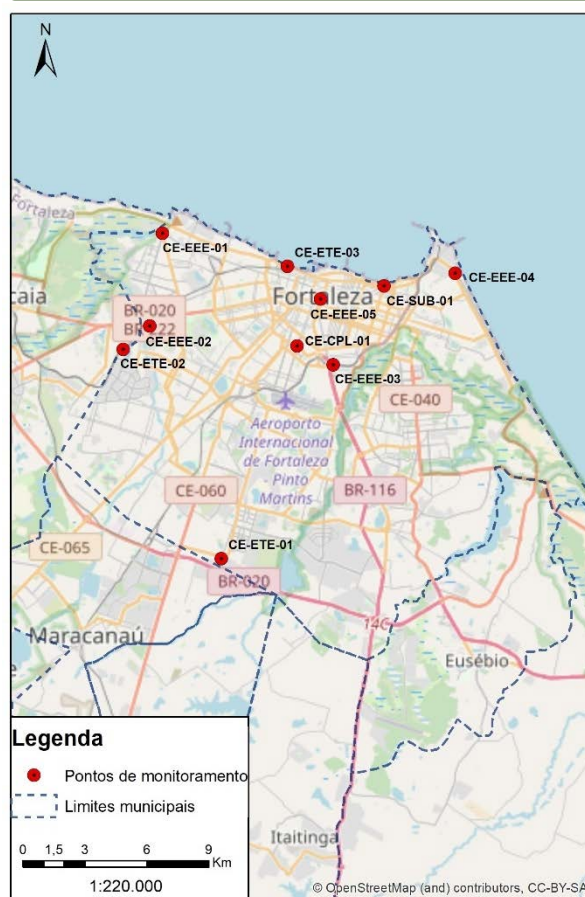 N
Fortaleza
CE-EEE-01
CE-ETE-03
CE-EEE-04
Fortaleza
CE-SUB-01
CE-EEE-05
caia
BR-020
BR-222
CE-EEE-02
CE-ETE-02
CE-CPL-01
CE-EEE-03
CE-040
Aeroporto
Internacional
de Fortaleza
Pinto
Martins
CE-060
BR-116
CE-065
CE-ETE-01
BR-020
14C
Maracanaú
Eusébio
e
Legenda
Pontos de monitoramento
Limites municipais
0 1,5 3 6 9
Km
1:220.000
Itaitinga
© OpenStreetMap (and) contributors, CC-BY-SA